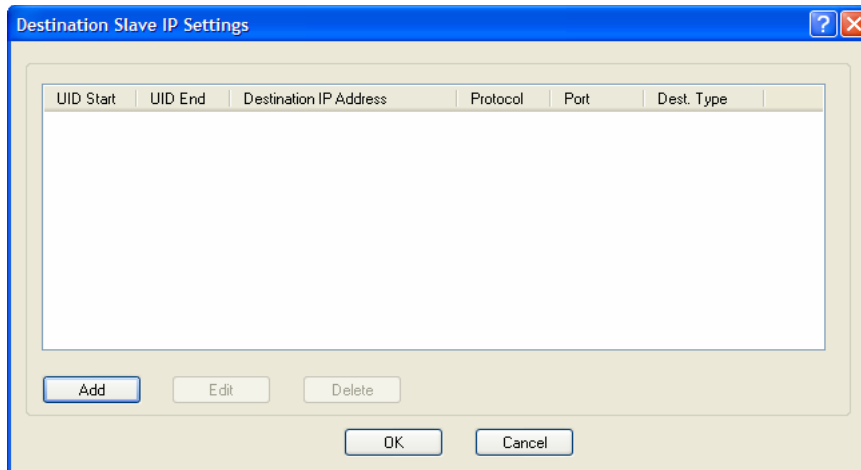 Destination Slave IP Settings
UID Start UID End Destination IP Address Protocol Port Dest. Type
Add Edit Delete
OK Cancel